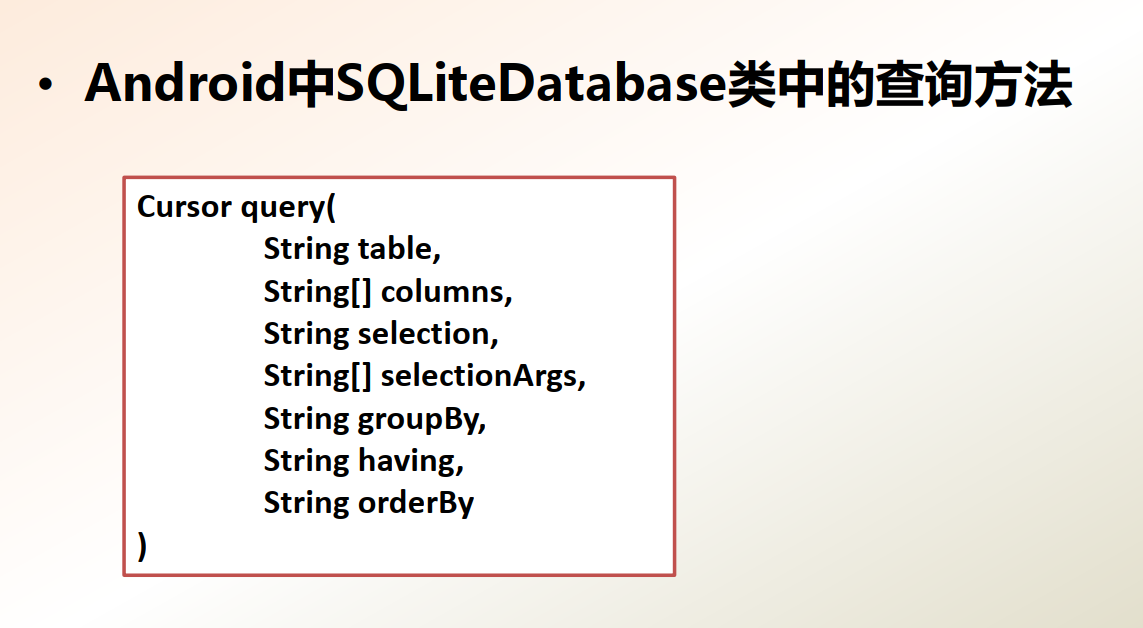 • Android中SQLiteDatabase类中的查询方法
Cursor query(
String table,
String[] columns,
String selection,
String[] selectionArgs,
String groupBy,
String having,
String orderBy
)